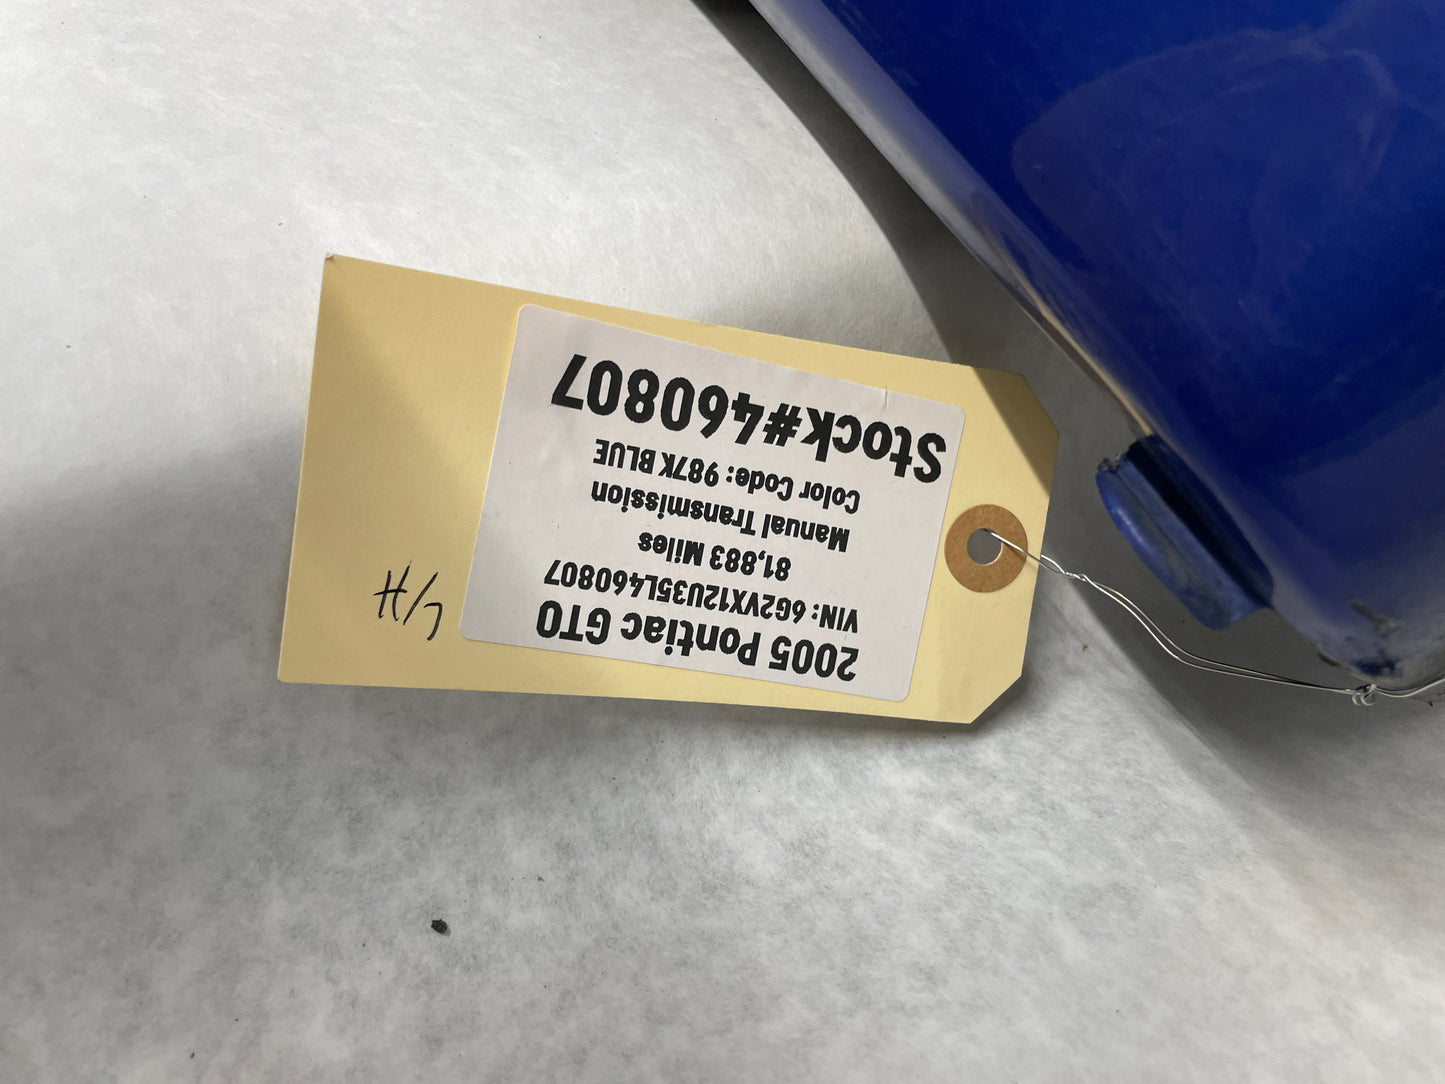 2005 Pontiac GTO
VIN: 6G2VX12U35L460807
81,883 Miles
Manual Transmission
Color Code: 987K BLUE
Stock#460807
L/H